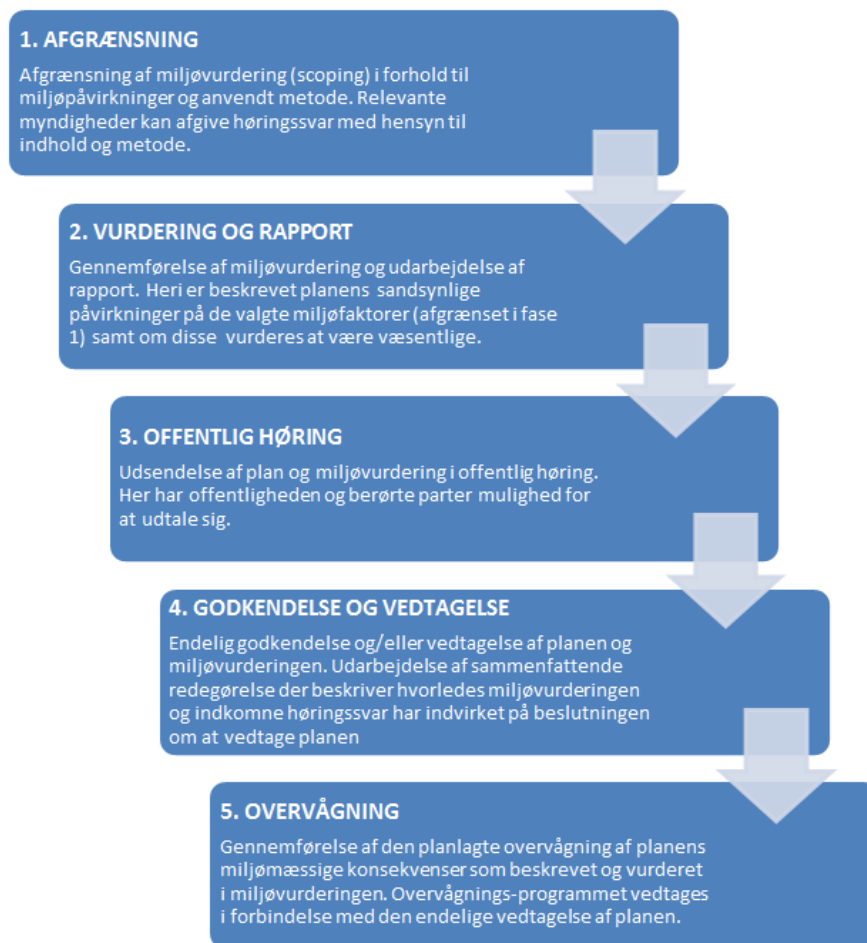 1. AFGRÆNSNING
Afgrænsning af miljøvurdering (scoping) i forhold til
miljøpåvirkninger og anvendt metode. Relevante
myndigheder kan afgive høringssvar med hensyn til
indhold og metode.
2. VURDERING OG RAPPORT
Gennemførelse af miljøvurdering og udarbejdelse af
rapport. Heri er beskrevet planens sandsynlige
påvirkninger på de valgte miljøfaktorer (afgrænset i fase
1) samt om disse vurderes at være væsentlige.
3. OFFENTLIG HØRING
Udsendelse af plan og miljøvurdering i offentlig høring.
Her har offentligheden og berørte parter mulighed for
at udtale sig.
4. GODKENDELSE OG VEDTAGELSE
Endelig godkendelse og/eller vedtagelse af planen og
miljøvurderingen. Udarbejdelse af sammenfattende
redegørelse der beskriver hvorledes miljøvurderingen
og indkomne høringssvar har indvirket på beslutningen
om at vedtage planen
5. OVERVÅGNING
Gennemførelse af den planlagte overvågning af planens
miljømæssige konsekvenser som beskrevet og vurderet
i miljøvurderingen. Overvågnings-programmet vedtages
i forbindelse med den endelige vedtagelse af planen.